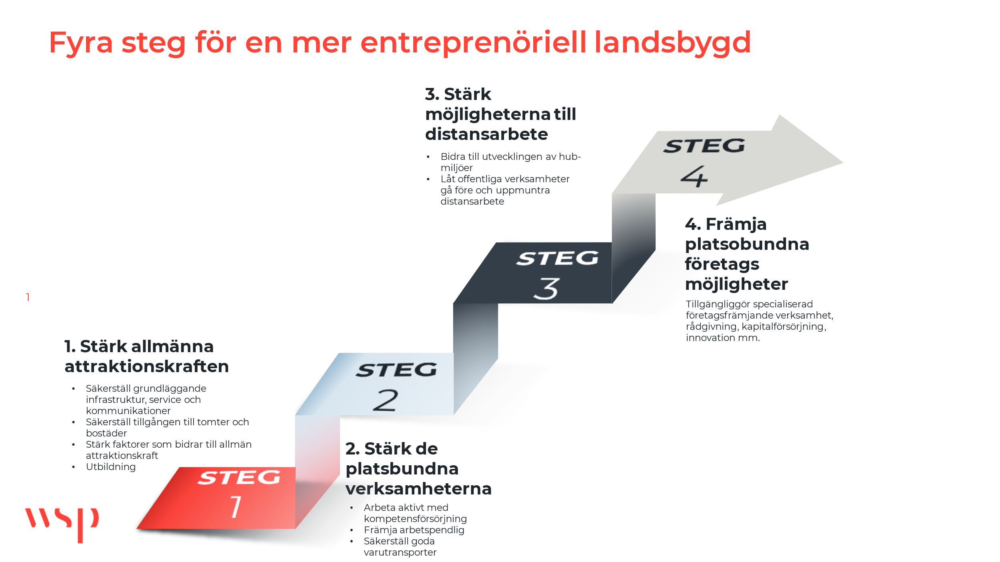 Fyra steg för en mer entreprenöriell landsbygd
3. Stärk
möjligheterna till
distansarbete
• Bidra till utvecklingen av hub-
miljöer
• Låt offentliga verksamheter
gå före och uppmuntra
distansarbete
STEG
4
4. Främja
platsobundna
företags
möjligheter
Tillgängliggör specialiserad
företagsfrämjande verksamhet,
rådgivning, kapitalförsörjning,
innovation mm.
STEG
3
1
1. Stärk allmänna
attraktionskraften
• Säkerställ grundläggande
infrastruktur, service och
kommunikationer
• Säkerställ tillgången till tomter och
bostäder
• Stärk faktorer som bidrar till allmän
attraktionskraft
• Utbildning
STEG
2
STEG
1
2. Stärk de
platsbundna
verksamheterna
• Arbeta aktivt med
kompetensförsörjning
• Främja arbetspendlig
• Säkerställ goda
varutransporter
wsp